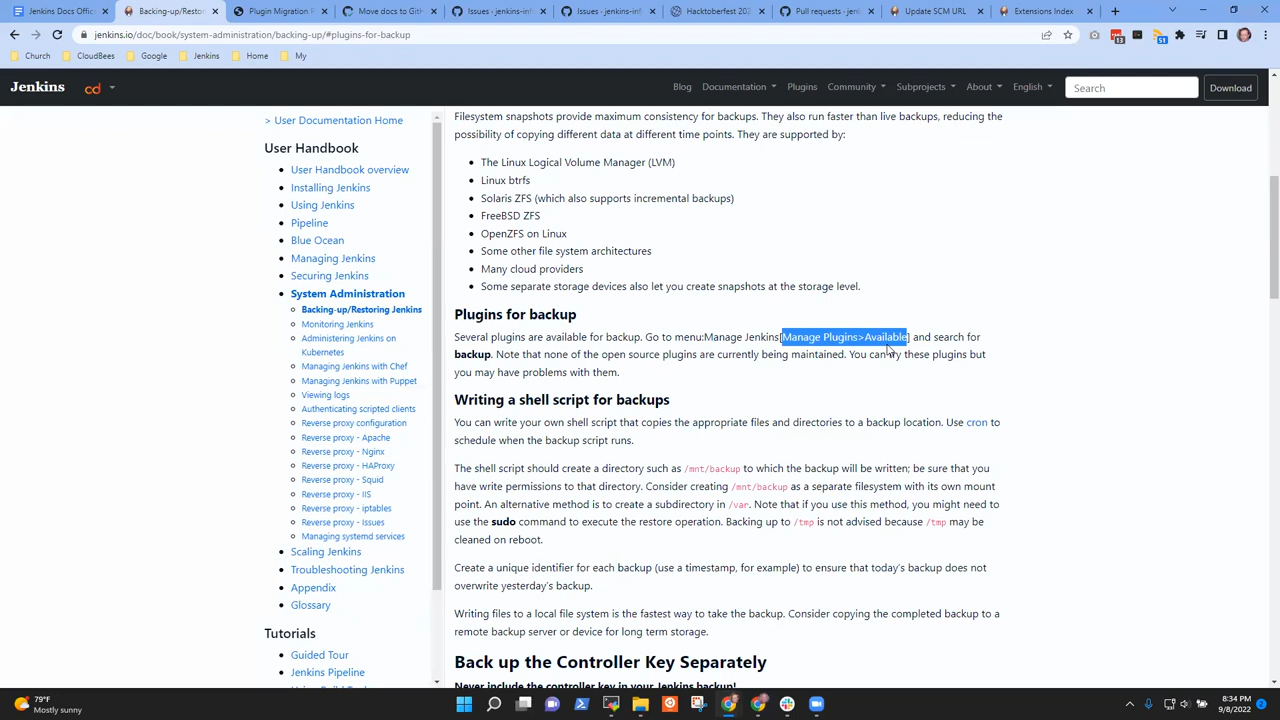 Jenkins Docs Office
Backing-up/Resto
Plugin Migration P
Move docs to GitH
Issues - jenkins-inf
Issues - jenkins-inf
Hacktoberfest 202
Pull requests · jenk
Update SCM URL
Extensions Index
jenkins.io/doc/book/system-administration/backing-up/#plugins-for-backup
13
51
Church
CloudBees
Google
Jenkins
Home
My
Jenkins
cd
Blog
Documentation
Plugins
Community
Subprojects
About
English
Search
Download
> User Documentation Home
User Handbook
User Handbook overview
Installing Jenkins
Using Jenkins
Pipeline
Blue Ocean
Managing Jenkins
Securing Jenkins
System Administration
Backing-up/Restoring Jenkins
Monitoring Jenkins
Administering Jenkins on
Kubernetes
Managing Jenkins with Chef
Managing Jenkins with Puppet
Viewing logs
Authenticating scripted clients
Reverse proxy configuration
Reverse proxy - Apache
Reverse proxy - Nginx
Reverse proxy - HAProxy
Reverse proxy - Squid
Reverse proxy - IIS
Reverse proxy - iptables
Reverse proxy - Issues
Managing systemd services
Scaling Jenkins
Troubleshooting Jenkins
Appendix
Glossary
Tutorials
Guided Tour
Jenkins Pipeline
Filesystem snapshots provide maximum consistency for backups. They also run faster than live backups, reducing the
possibility of copying different data at different time points. They are supported by:
The Linux Logical Volume Manager (LVM)
Linux btrfs
Solaris ZFS (which also supports incremental backups)
FreeBSD ZFS
OpenZFS on Linux
Some other file system architectures
Many cloud providers
Some separate storage devices also let you create snapshots at the storage level.
Plugins for backup
Several plugins are available for backup. Go to menu:Manage Jenkins[Manage Plugins>Available] and search for
backup. Note that none of the open source plugins are currently being maintained. You can try these plugins but
you may have problems with them.
Writing a shell script for backups
You can write your own shell script that copies the appropriate files and directories to a backup location. Use cron to
schedule when the backup script runs.
The shell script should create a directory such as /mnt/backup to which the backup will be written; be sure that you
have write permissions to that directory. Consider creating /mnt/backup as a separate filesystem with its own mount
point. An alternative method is to create a subdirectory in /var. Note that if you use this method, you might need to
use the sudo command to execute the restore operation. Backing up to /tmp is not advised because /tmp may be
cleaned on reboot.
Create a unique identifier for each backup (use a timestamp, for example) to ensure that today's backup does not
overwrite yesterday's backup.
Writing files to a local file system is the fastest way to take the backup. Consider copying the completed backup to a
remote backup server or device for long term storage.
Back up the Controller Key Separately
Never include the controller key in your Jenkins backup!
79°F
Mostly sunny
8:34 PM
9/8/2022